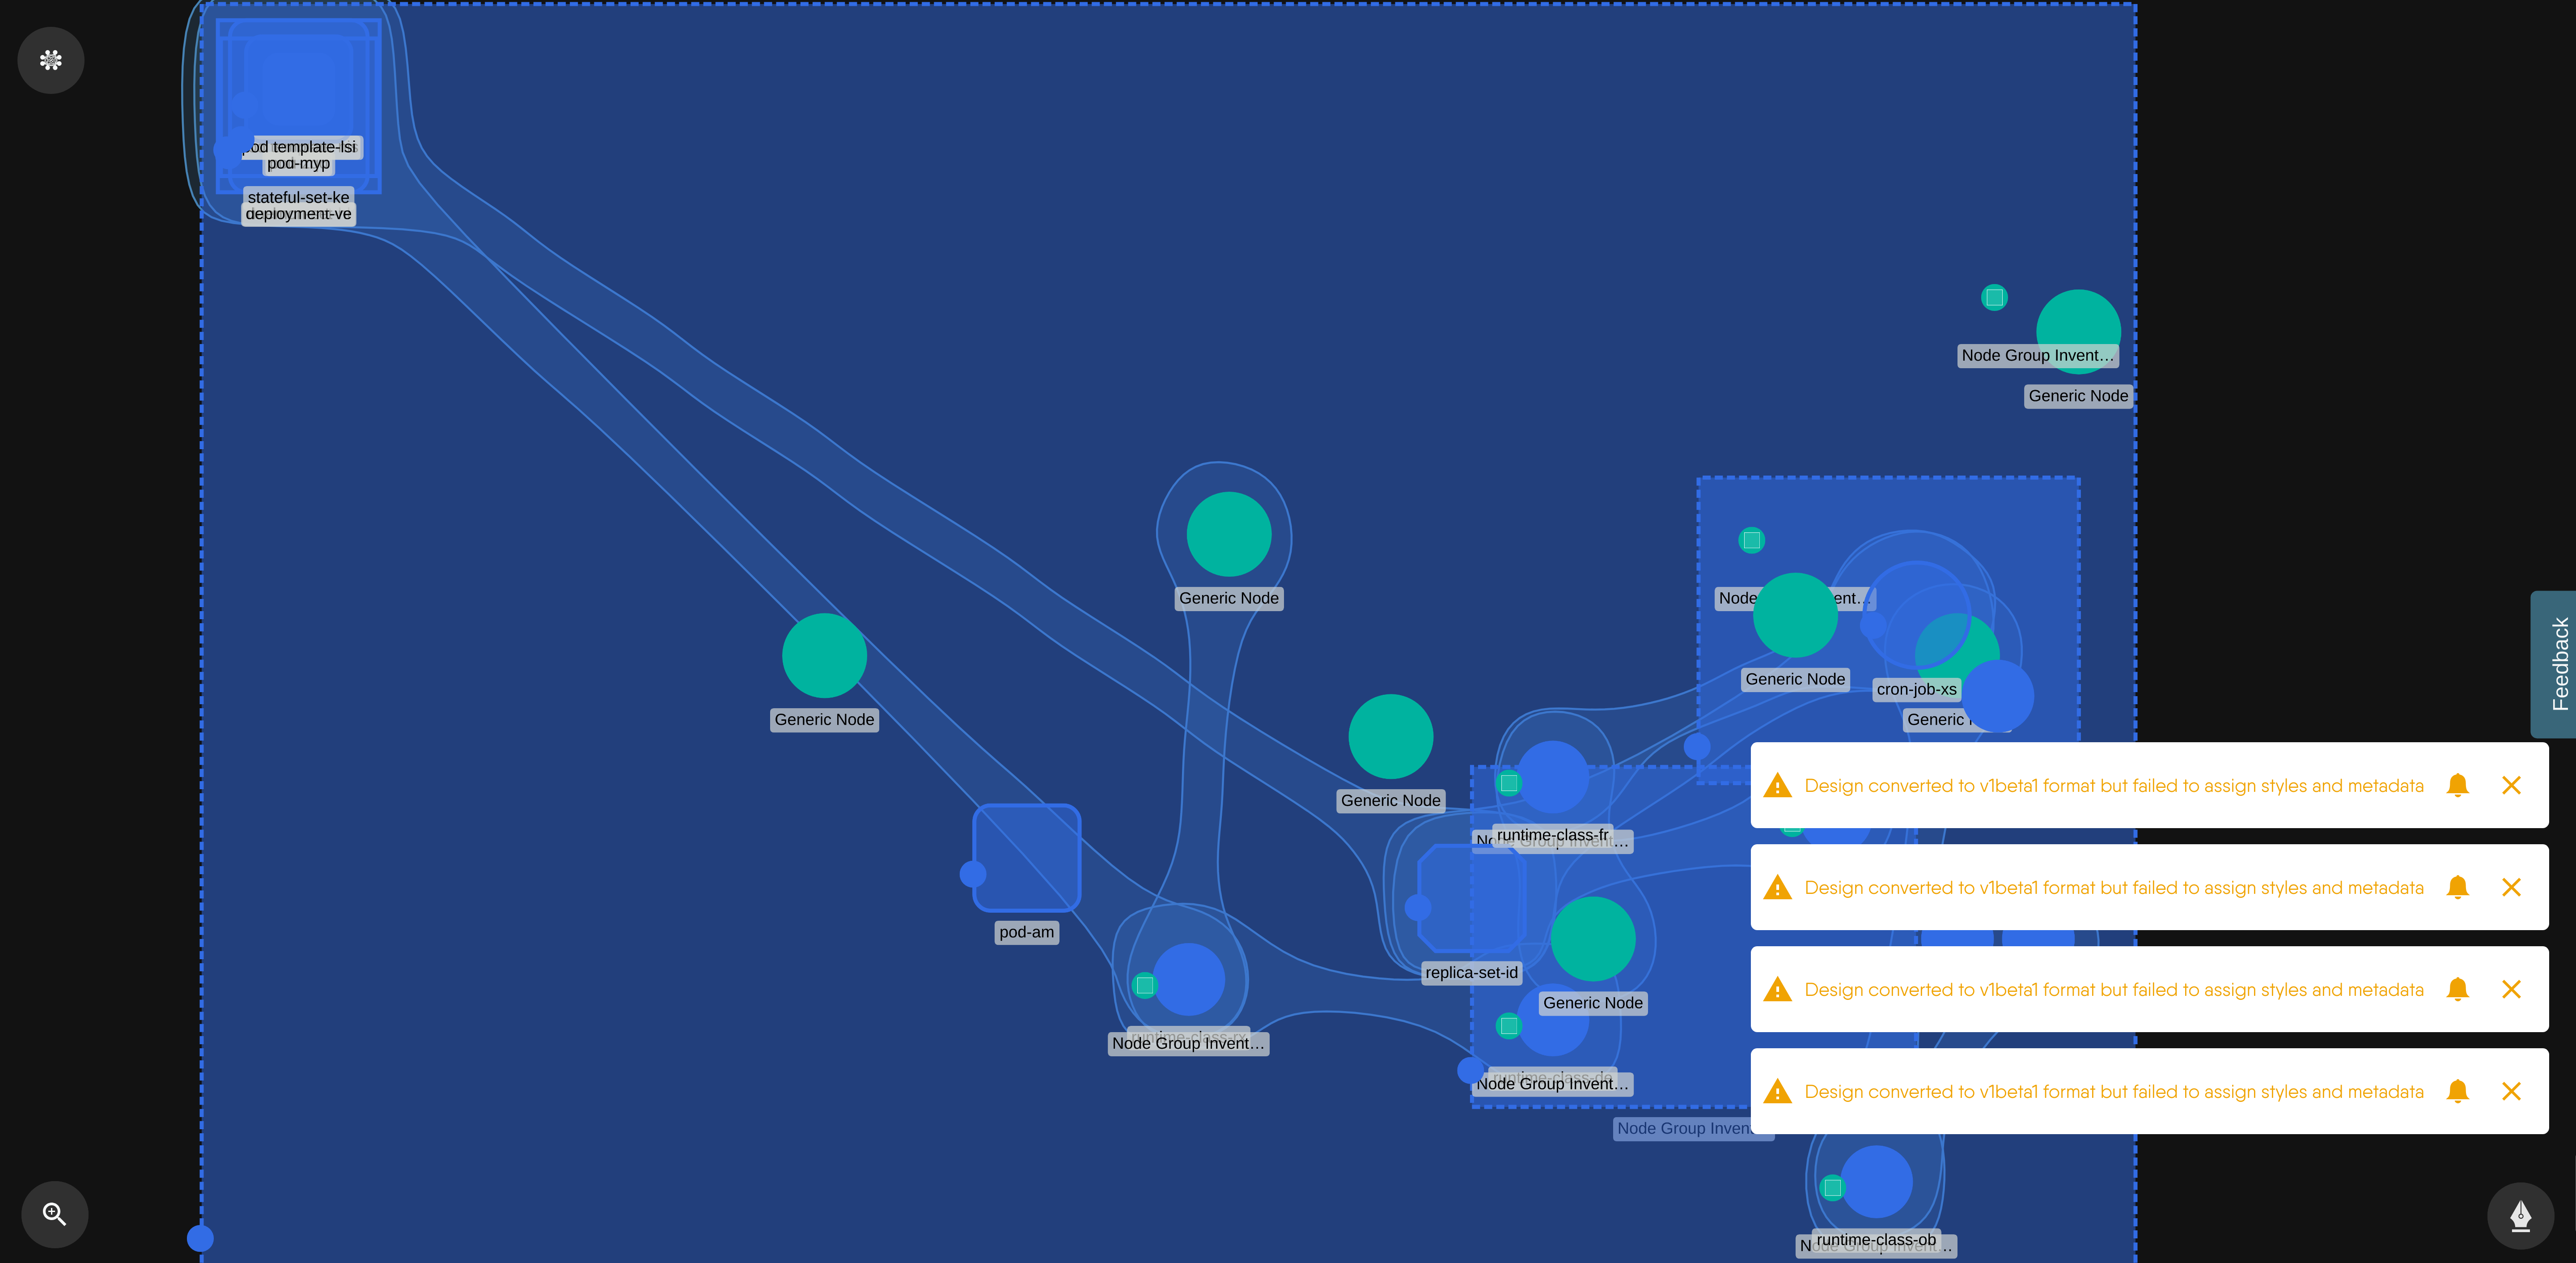 pod template-lsi
pod-myp
stateful-set-ke
deployment-ve
Node Group Invent…
Generic Node
Generic Node
Node ent…
Generic Node
Generic Node
cron-job-xs
Generic
Generic Node
Feedback
Design converted to v1beta1 format but failed to assign styles and metadata
Generic Node
runtime-class-fr
Node Group Invent…
Design converted to v1beta1 format but failed to assign styles and metadata
pod-am
replica-set-id
Design converted to v1beta1 format but failed to assign styles and metadata
Generic Node
Node Group Invent…
Node Group Invent…
Design converted to v1beta1 format but failed to assign styles and metadata
Node Group Inven
runtime-class-ob
Node Group Invent…